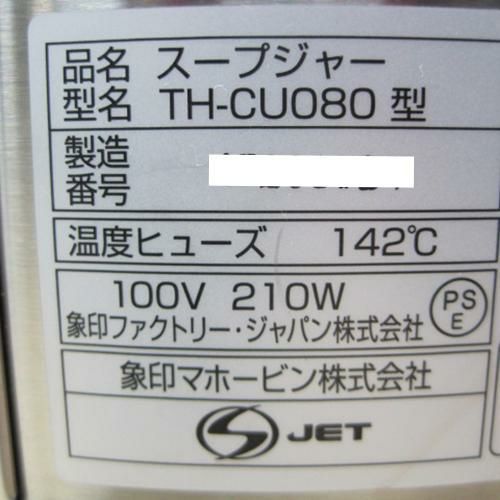 品名 スープジャー
型名 TH-CU080 型
製造
番号
温度ヒューズ 142℃
100V 210W
象印ファクトリー・ジャパン株式会社
PS
E
象印マホービン株式会社
JET